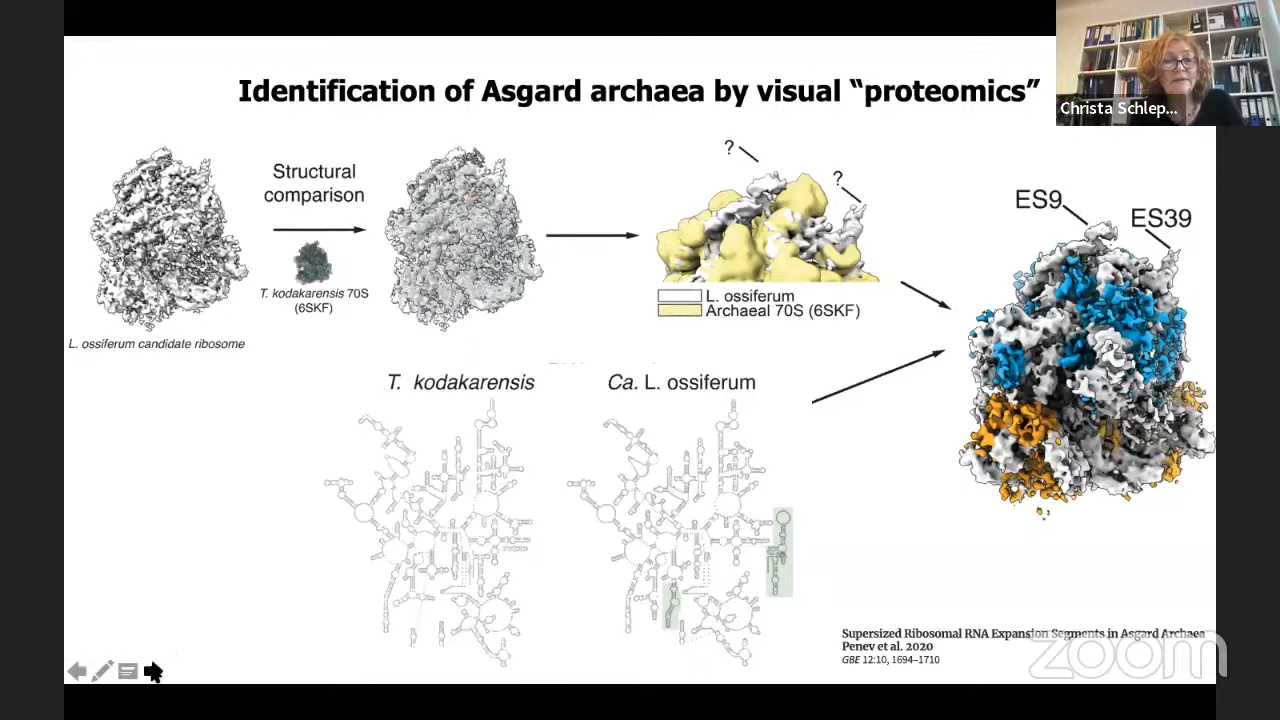 Identification of Asgard archaea by visual “proteomics”
Christa Schlep...
Structural
comparison
T. kodakarensis 70S
(6SKF)
L. ossiferum candidate ribosome
?
?
L. ossiferum
Archaeal 70S (6SKF)
ES9
ES39
T. kodakarensis
Ca. L. ossiferum
Supersized Ribosomal RNA Expansion Segments in Asgard Archaea
Penev et al. 2020
GBE 12:10, 1694–1710
zoom